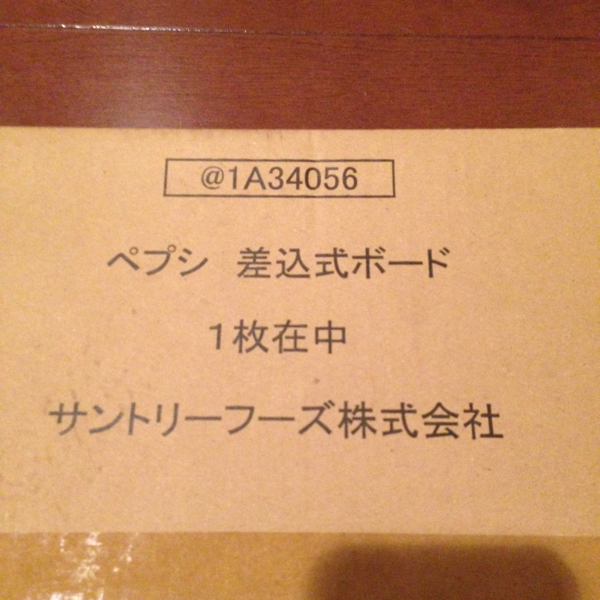 @1A34056
ペプシ 差込式ボード
1枚在中
サントリーフーズ株式会社